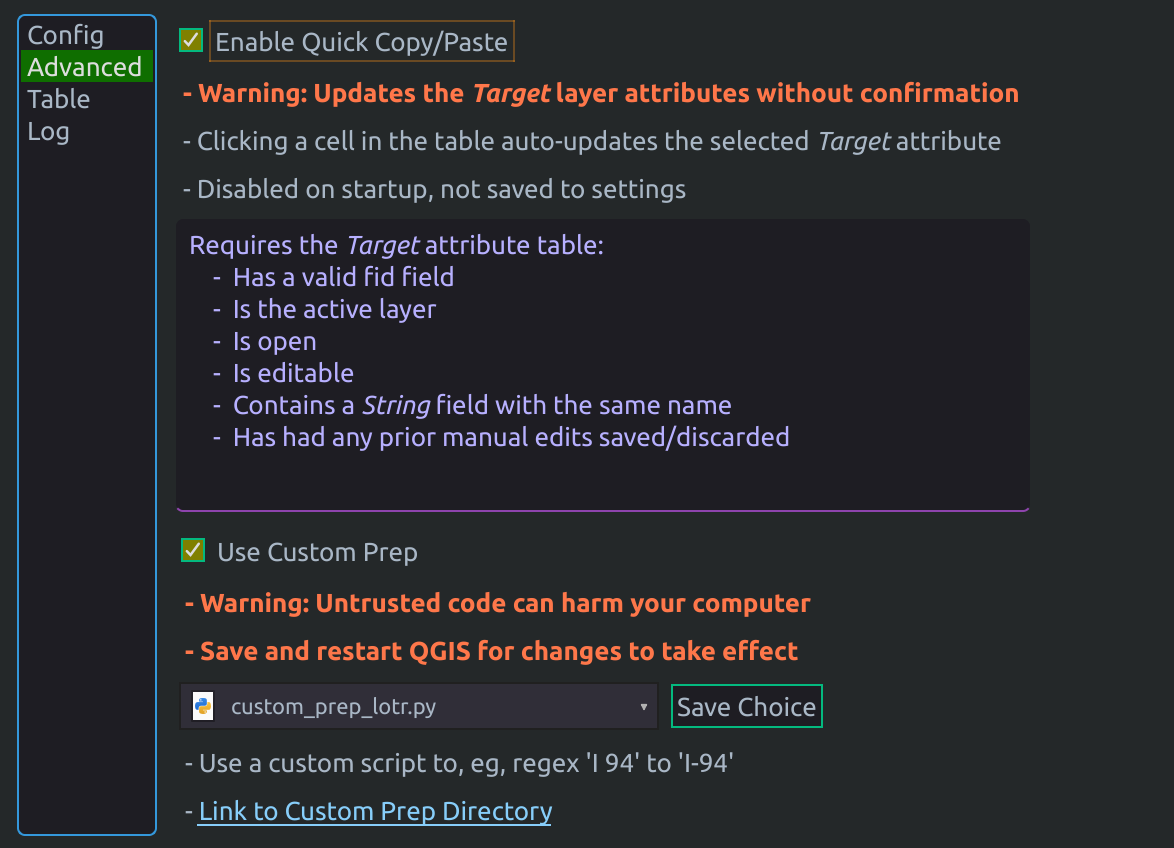 Config
Advanced
Table
Log
Enable Quick Copy/Paste
- Warning: Updates the Target layer attributes without confirmation
- Clicking a cell in the table auto-updates the selected Target attribute
- Disabled on startup, not saved to settings
Requires the Target attribute table:
- Has a valid fid field
- Is the active layer
- Is open
- Is editable
- Contains a String field with the same name
- Has had any prior manual edits saved/discarded
Use Custom Prep
- Warning: Untrusted code can harm your computer
- Save and restart QGIS for changes to take effect
custom_prep_lotr.py
Save Choice
- Use a custom script to, eg, regex 'I 94' to 'I-94'
- Link to Custom Prep Directory